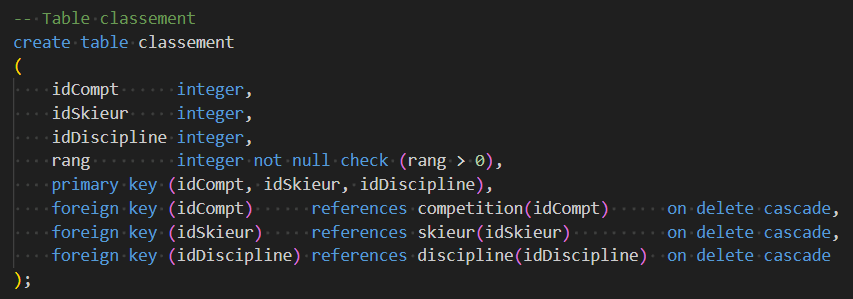 -- Table classement
create table classement
(
    idCompt      integer,
    idSkieur     integer,
    idDiscipline integer,
    rang         integer not null check (rang > 0),
    primary key (idCompt, idSkieur, idDiscipline),
    foreign key (idCompt)      references competition(idCompt)      on delete cascade,
    foreign key (idSkieur)     references skieur(idSkieur)          on delete cascade,
    foreign key (idDiscipline) references discipline(idDiscipline)  on delete cascade
);